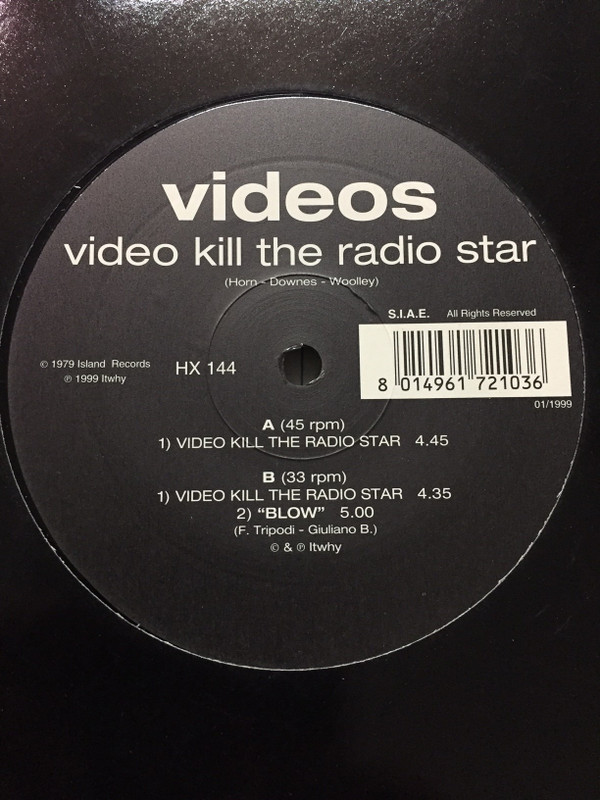 videos
video kill the radio star
(Horn - Downes - Woolley)
S.I.A.E. All Rights Reserved
8 014961 721036
01/1999
© 1979 Island Records
℗ 1999 Itwhy
HX 144
A (45 rpm)
1) VIDEO KILL THE RADIO STAR 4.45
B (33 rpm)
1) VIDEO KILL THE RADIO STAR 4.35
2) “BLOW” 5.00
(F. Tripodi - Giuliano B.)
© & ℗ Itwhy